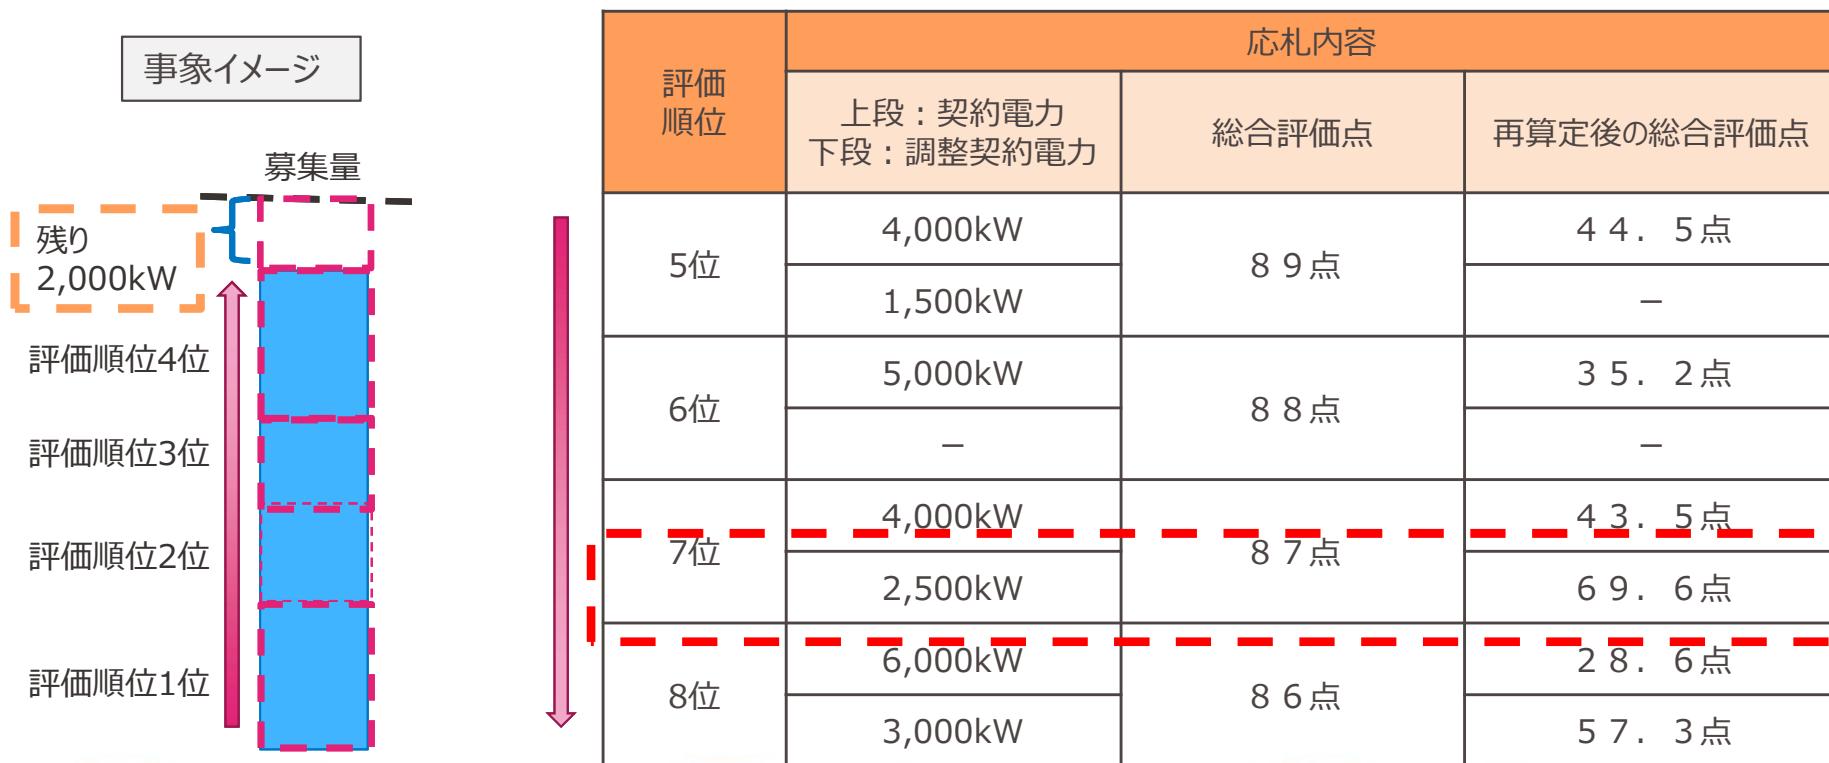 事象イメージ
募集量
残り
2,000kW
評価順位4位
評価順位3位
評価順位2位
評価順位1位
評価
順位
応札内容
上段：契約電力
下段：調整契約電力
総合評価点
再算定後の総合評価点
5位
4,000kW
1,500kW
８９点
４４．５点
－
6位
5,000kW
－
８８点
３５．２点
－
7位
4,000kW
2,500kW
８７点
４３．５点
６９．６点
8位
6,000kW
3,000kW
８６点
２８．６点
５７．３点